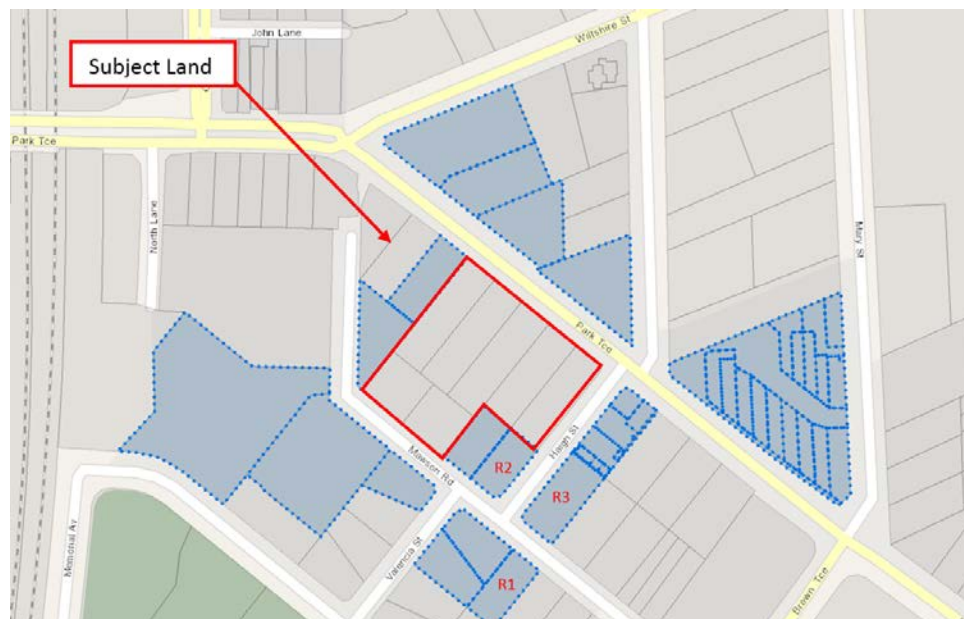 John Lane
Wiltshire St
Subject Land
Park Tce
North Lane
Mary St
Park Tce
Haigh St
Mawson Rd
R2
R3
Memorial Av
Valencia St
R1
Brown Tce